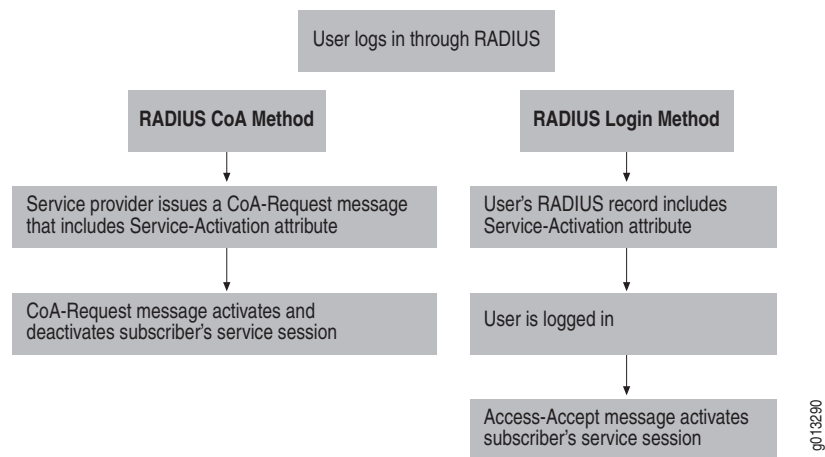 User logs in through RADIUS
RADIUS CoA Method
Service provider issues a CoA-Request message
that includes Service-Activation attribute
CoA-Request message activates and
deactivates subscriber's service session
RADIUS Login Method
User's RADIUS record includes
Service-Activation attribute
User is logged in
Access-Accept message activates
subscriber's service session
g013290